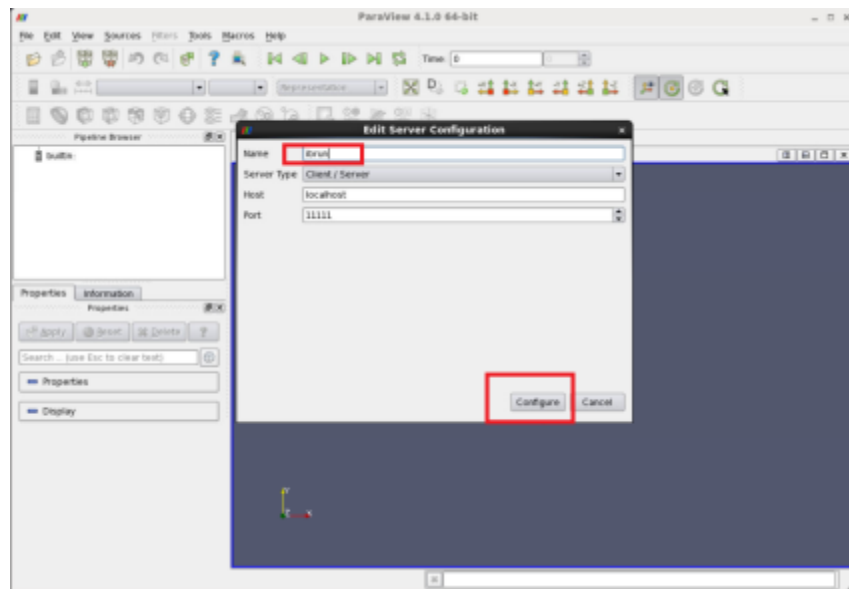 ParaView 4.1.0 64-bit
File Edit View Sources Filters Tools Macros Help
Time: 0
Representation
Pipeline Browser
builtin:
Edit Server Configuration
Name ibrun
Server Type Client / Server
Host localhost
Port 11111
Configure Cancel
Properties Information
Properties
Apply Reset Delete ?
Search ... (use Esc to clear text)
Properties
Display
Y
Z X